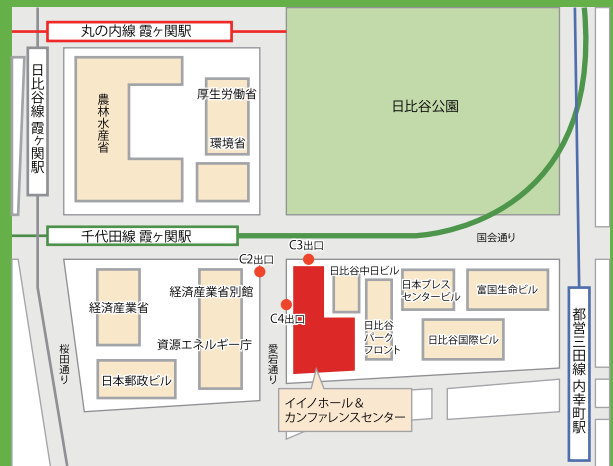 丸の内線 霞ヶ関駅
日比谷線 霞ヶ関駅
農林水産省
厚生労働省
環境省
日比谷公園
千代田線 霞ヶ関駅
国会通り
C3出口
C2出口
日比谷中日ビル
日本プレス
センタービル
富国生命ビル
経済産業省
経済産業省別館
C4出口
都営三田線 内幸町駅
日比谷
パーク
フロント
日比谷国際ビル
資源エネルギー庁
桜田通り
愛宕通り
日本郵政ビル
イイノホール&
カンファレンスセンター